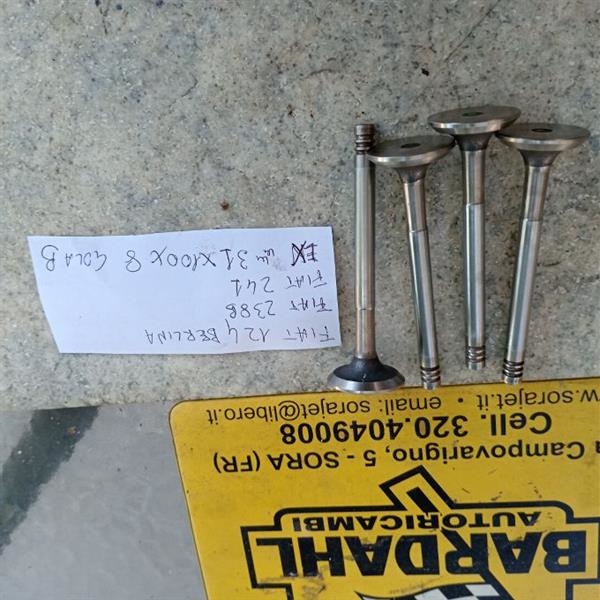 FIAT 124 BERLINA
FIAT 238B
FIAT 241
EX 31x100x8 GOLA B
BARDAHL
AUTORICAMBI
a Campovarigno, 5 - SORA (FR)
Cell. 320.4049008
w.sorajet.it • email: sorajet@libero.it